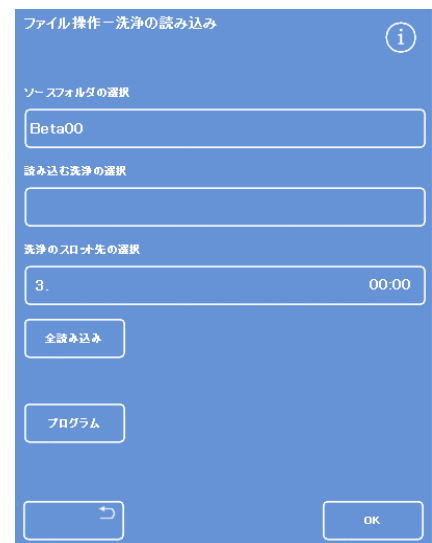 ファイル操作－洗浄の読み込み
i
ソースフォルダの選択
Beta00
読み込む洗浄の選択
洗浄のスロット先の選択
3. 00:00
全読み込み
プログラム
OK